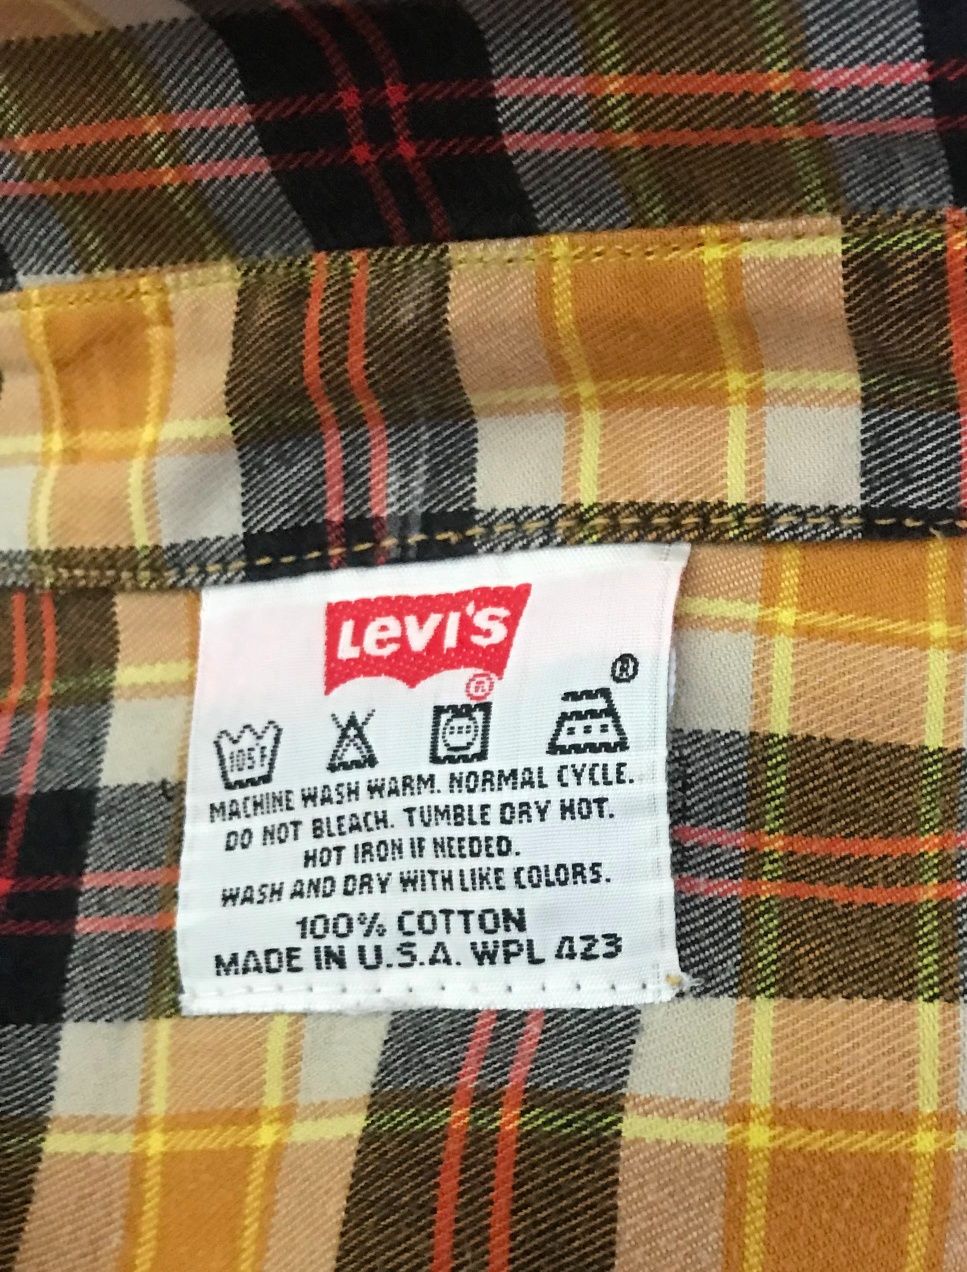 LEVI'S
®
®
105F
MACHINE WASH WARM. NORMAL CYCLE.
DO NOT BLEACH. TUMBLE DRY HOT.
HOT IRON IF NEEDED.
WASH AND DRY WITH LIKE COLORS.
100% COTTON
MADE IN U.S.A. WPL 423